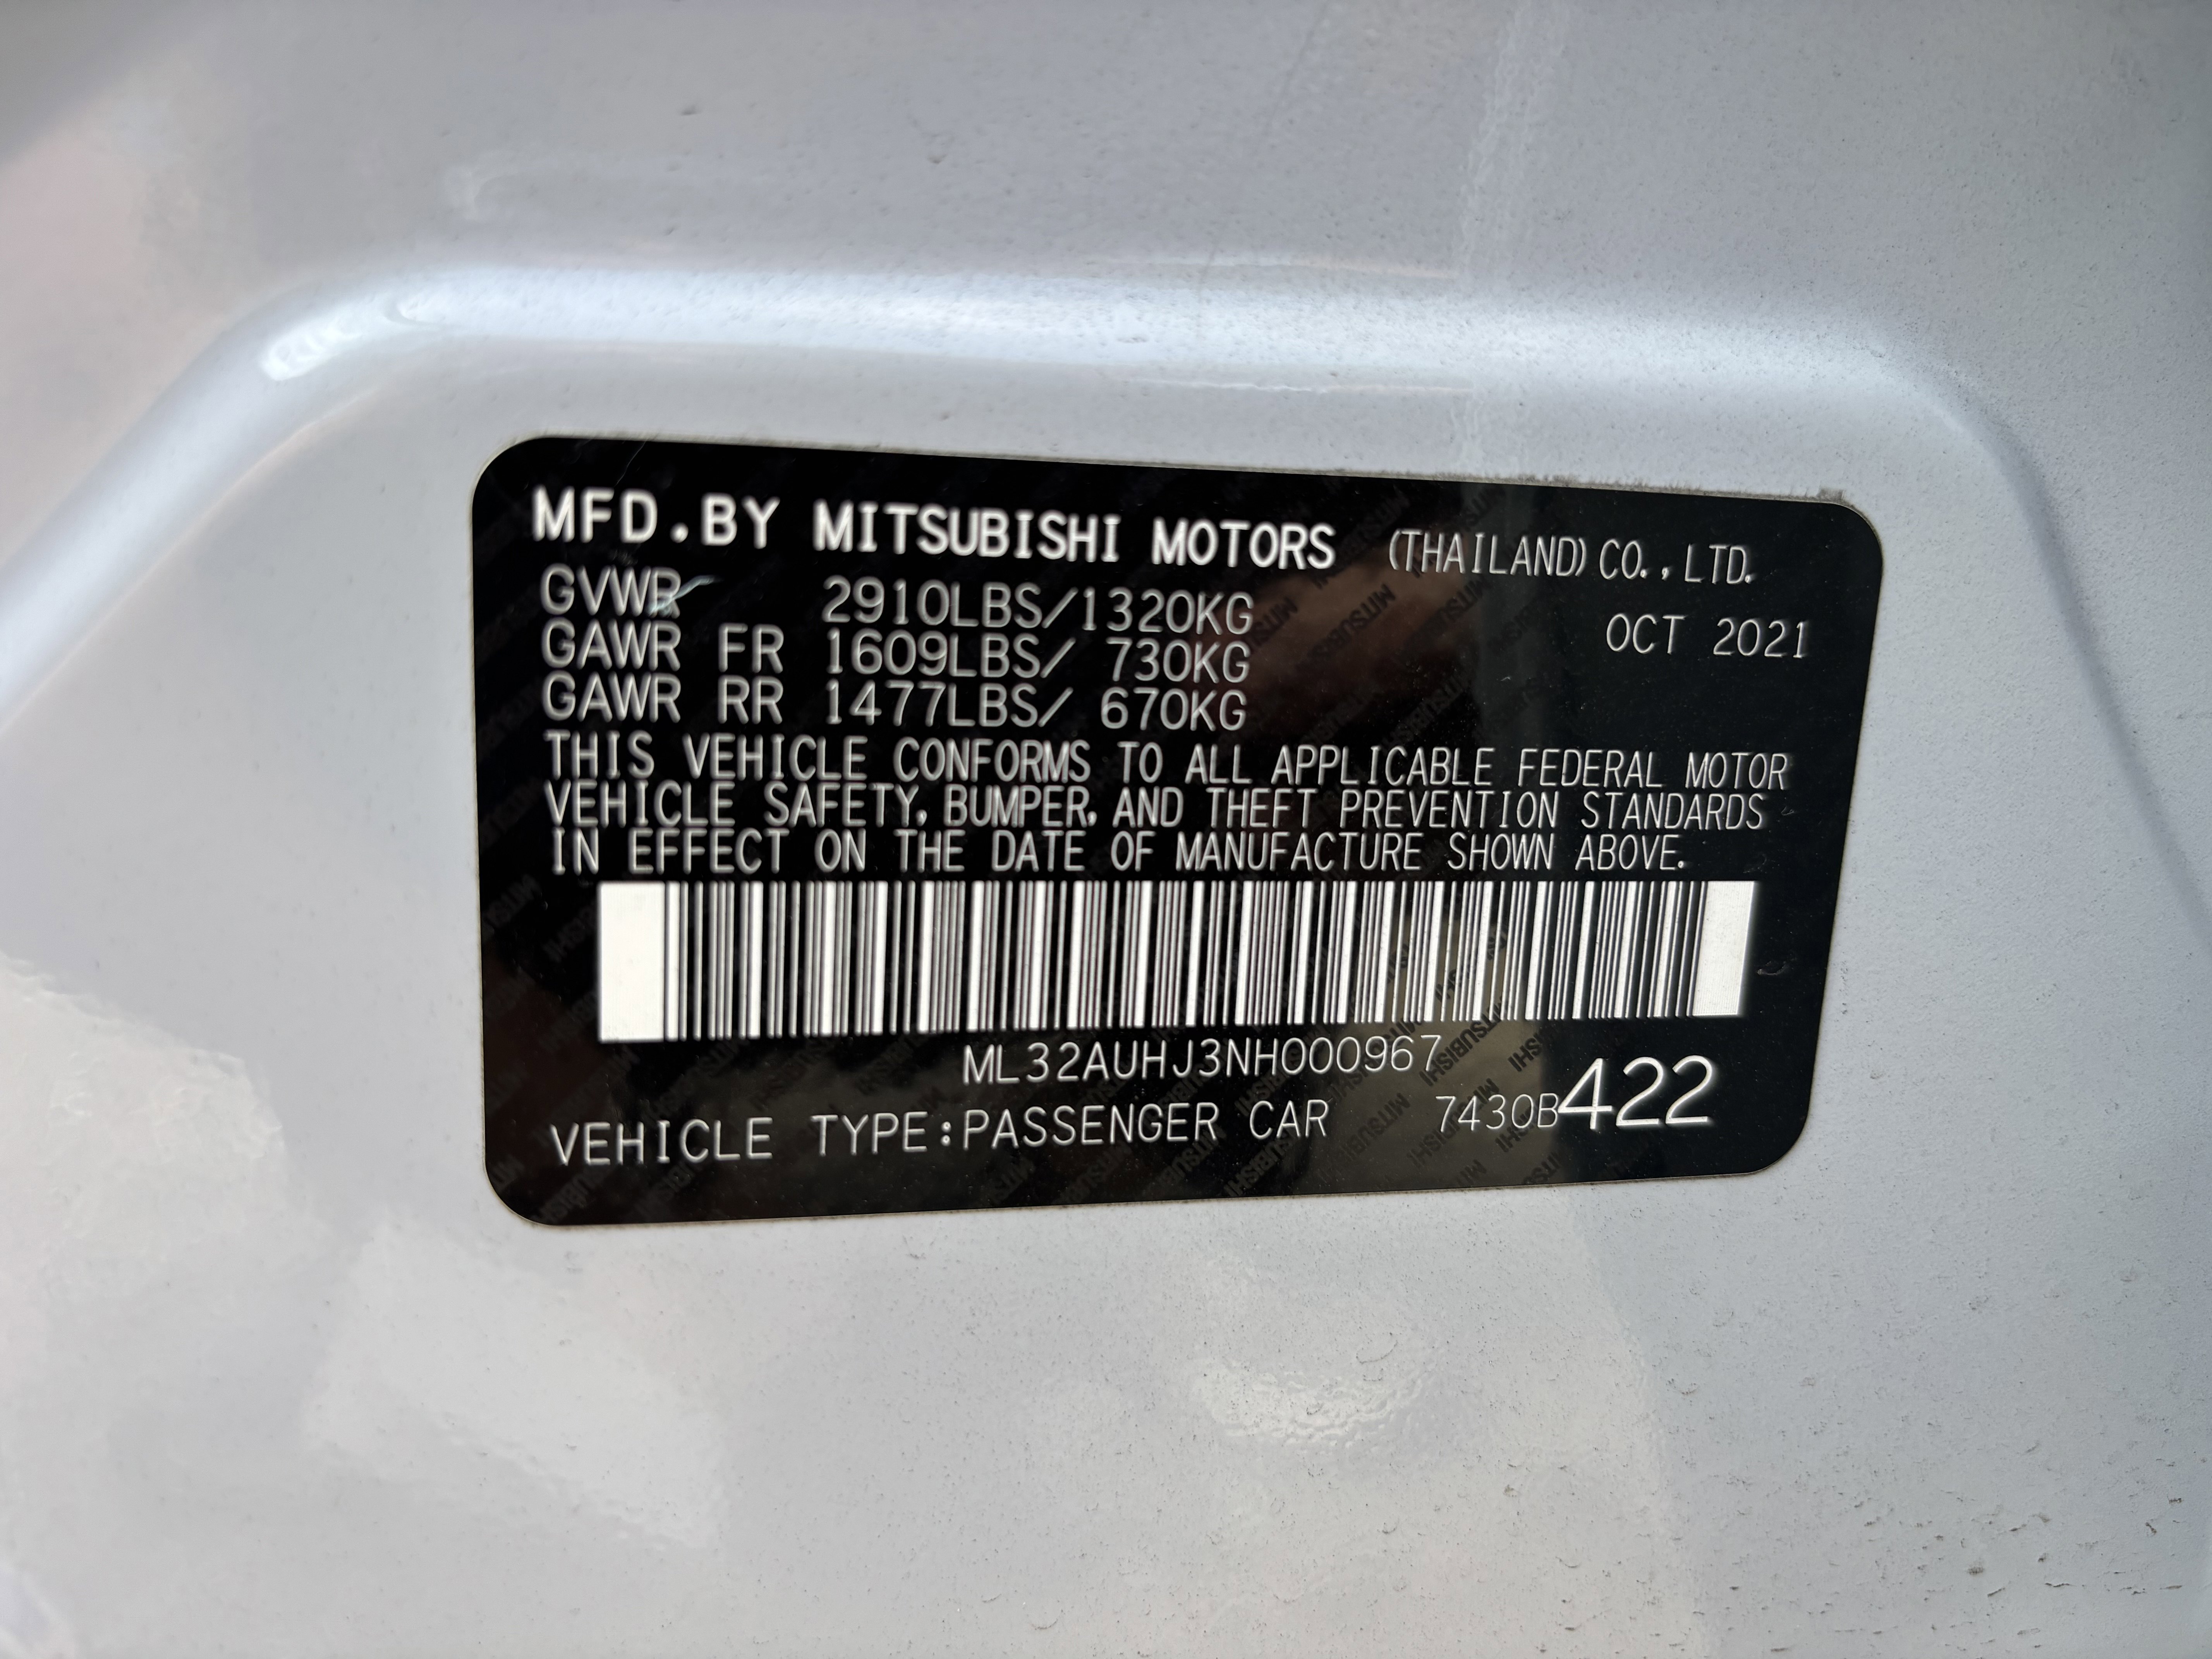 MFD.BY MITSUBISHI MOTORS (THAILAND) CO.,LTD.
GVWR 2910LBS/1320KG OCT 2021
GAWR FR 1609LBS/ 730KG
GAWR RR 1477LBS/ 670KG
THIS VEHICLE CONFORMS TO ALL APPLICABLE FEDERAL MOTOR
VEHICLE SAFETY, BUMPER, AND THEFT PREVENTION STANDARDS
IN EFFECT ON THE DATE OF MANUFACTURE SHOWN ABOVE.
ML32AUHJ3NH000967
VEHICLE TYPE:PASSENGER CAR 7430B422